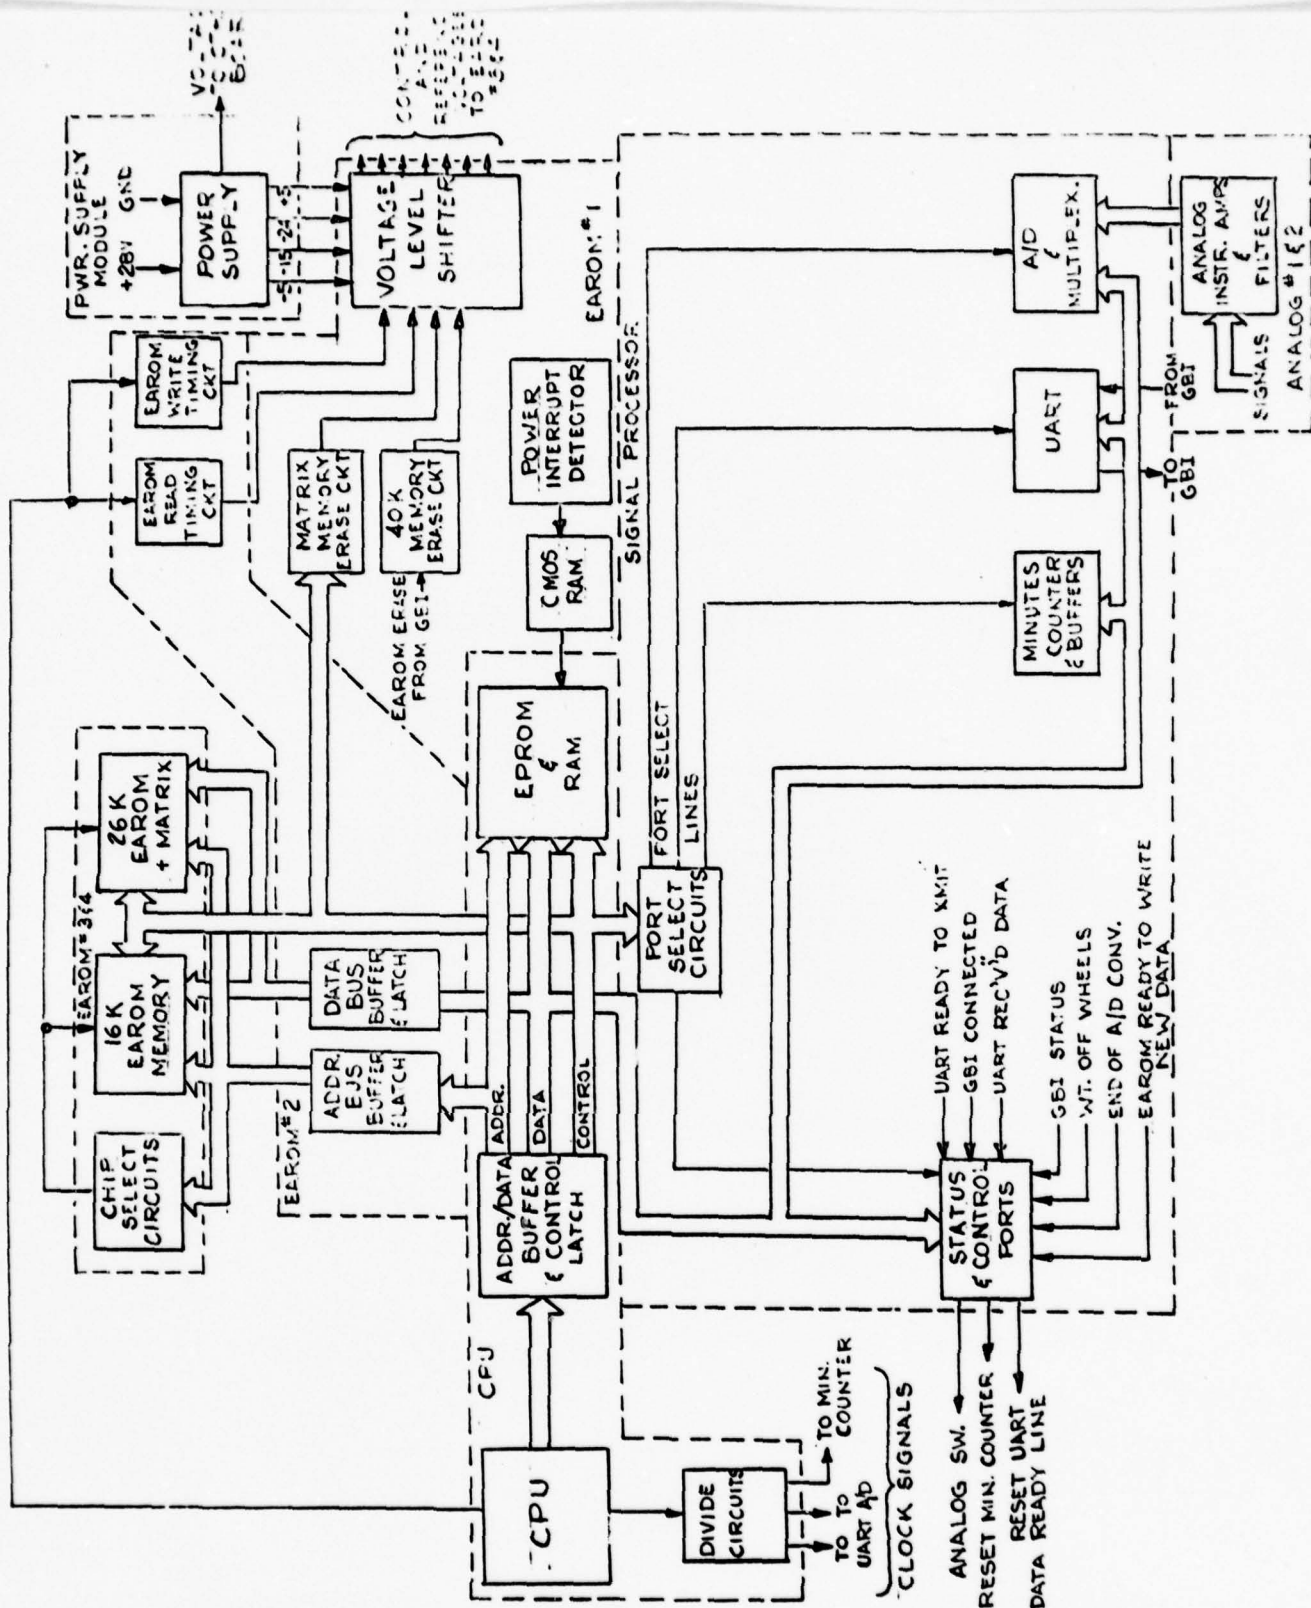 PWR. SUPPLY
MODULE
+28V GND
POWER
SUPPLY
-5 -15 -24 +5
VOLTAGE
LEVEL
SHIFTER
AND
TO
EAROM
WRITE
TIMING
CKT
EAROM
READ
TIMING
CKT
MATRIX
MEMORY
ERASE CKT
40K
MEMORY
ERASE CKT
EAROM ERASE
FROM GBI
EAROM #1
POWER
INTERRUPT
DETECTOR
CMOS
RAM
EPROM
&
RAM
EAROM #3&4
26K
EAROM
+ MATRIX
16K
EAROM
MEMORY
CHIP
SELECT
CIRCUITS
EAROM #2
DATA
BUS
BUFFER
& LATCH
ADDR.
BUS
BUFFER
& LATCH
ADDR.
DATA
CONTROL
ADDR./DATA
BUFFER
& CONTROL
LATCH
CPU
CPU
DIVIDE
CIRCUITS
TO MIN.
COUNTER
TO
A/D
TO
UART
CLOCK SIGNALS
SIGNAL PROCESSOR
PORT SELECT
LINES
PORT
SELECT
CIRCUITS
A/D
&
MULTIPLEX.
UART
MINUTES
COUNTER
& BUFFERS
FROM
GBI
TO
GBI
ANALOG
INSTR. AMPS
&
FILTERS
SIGNALS
ANALOG #1&2
UART READY TO XMIT
GBI CONNECTED
UART REC'V'D DATA
STATUS
& CONTROL
PORTS
GBI STATUS
WT. OFF WHEELS
END OF A/D CONV.
EAROM READY TO WRITE
NEW DATA
ANALOG SW.
RESET MIN. COUNTER
RESET UART
DATA READY LINE